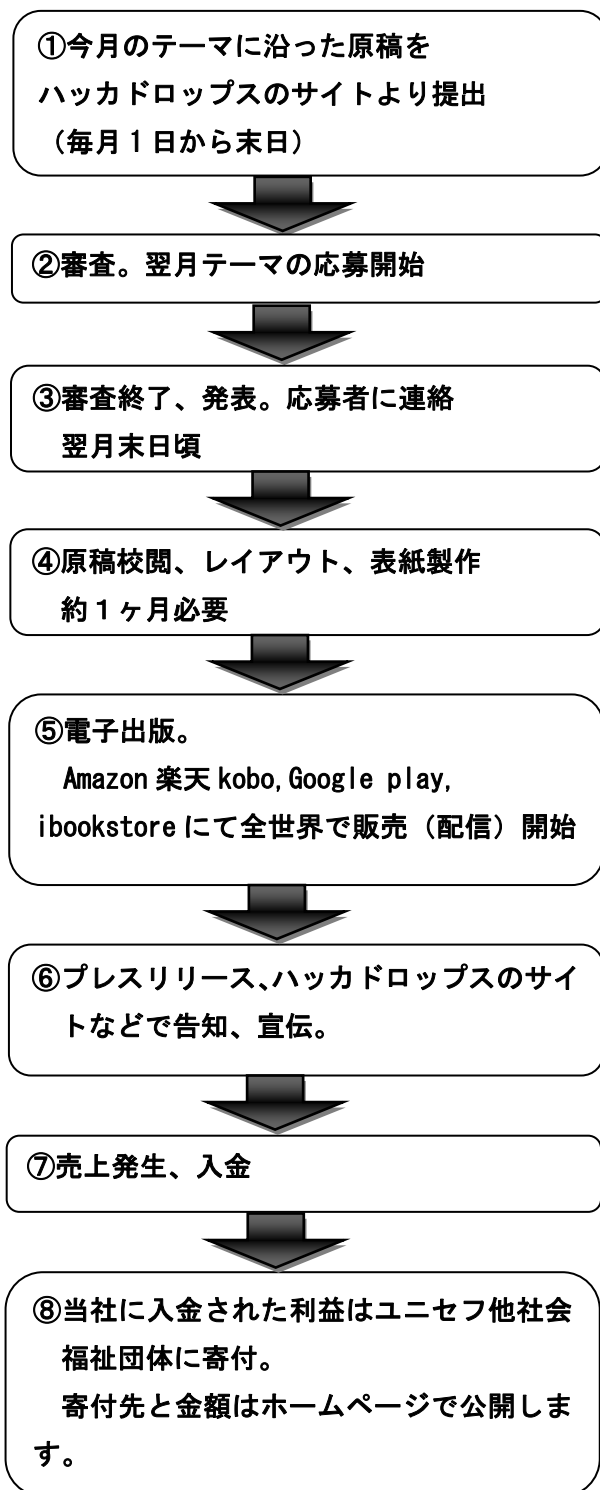 ①今月のテーマに沿った原稿を
ハッカドロップスのサイトより提出
（毎月１日から末日）
②審査。翌月テーマの応募開始
③審査終了、発表。応募者に連絡
翌月末日頃
④原稿校閲、レイアウト、表紙製作
約１ヶ月必要
⑤電子出版。
Amazon 楽天 kobo,Google play,
ibookstore にて全世界で販売（配信）開始
⑥プレスリリース、ハッカドロップスのサイ
トなどで告知、宣伝。
⑦売上発生、入金
⑧当社に入金された利益はユニセフ他社会
福祉団体に寄付。
寄付先と金額はホームページで公開しま
す。